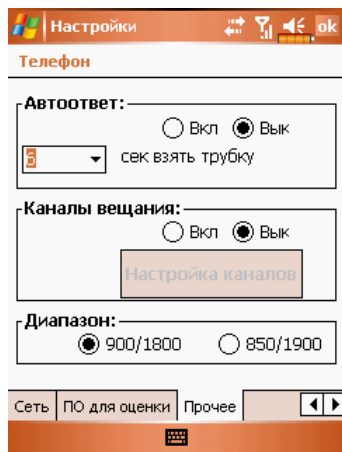 Настройки ok
Телефон
Автоответ:
Вкл Вык
6 сек взять трубку
Каналы вещания:
Вкл Вык
Настройка каналов
Диапазон:
900/1800 850/1900
Сеть ПО для оценки Прочее